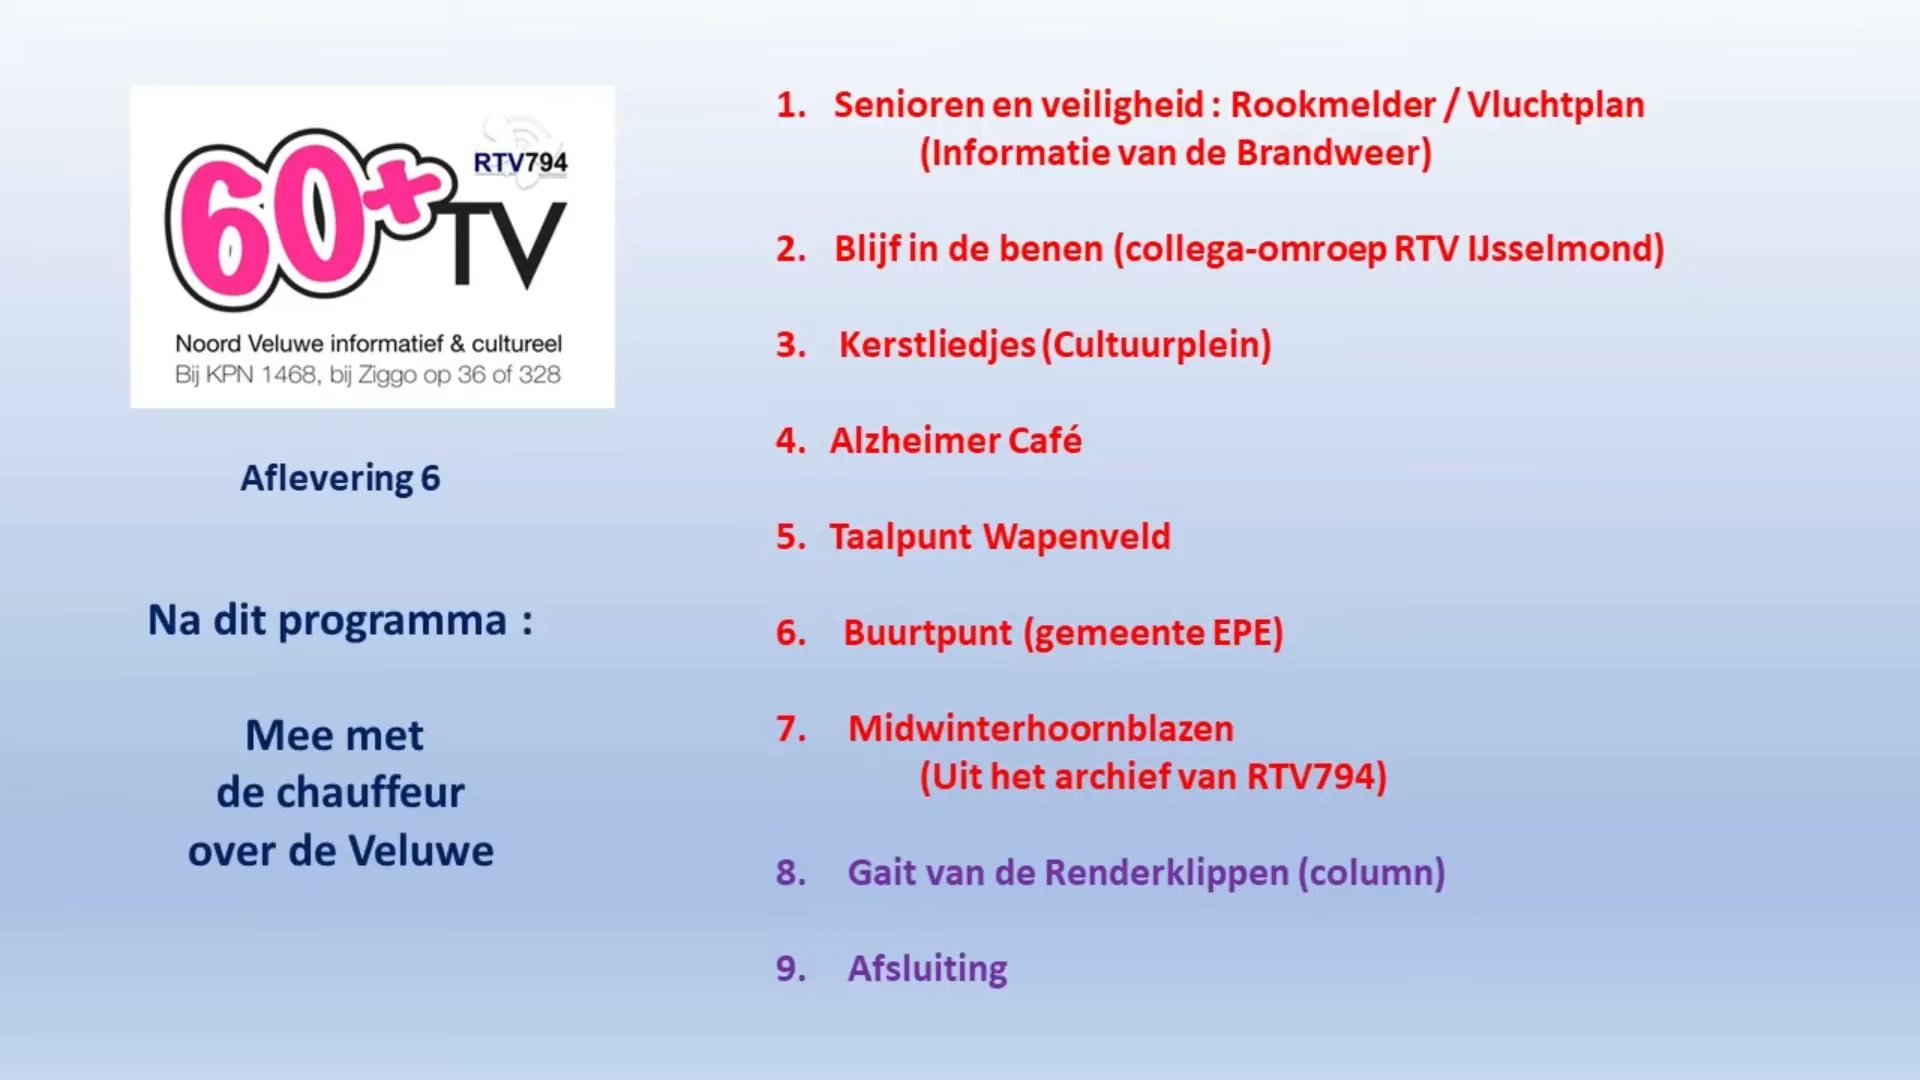 60+TV
RTV794
Noord Veluwe informatief & cultureel
Bij KPN 1468, bij Ziggo op 36 of 328
Aflevering 6
Na dit programma :
Mee met
de chauffeur
over de Veluwe
1. Senioren en veiligheid : Rookmelder / Vluchtplan
(Informatie van de Brandweer)
2. Blijf in de benen (collega-omroep RTV IJsselmond)
3. Kerstliedjes (Cultuurplein)
4. Alzheimer Café
5. Taalpunt Wapenveld
6. Buurtpunt (gemeente EPE)
7. Midwinterhoornblazen
(Uit het archief van RTV794)
8. Gait van de Renderklippen (column)
9. Afsluiting